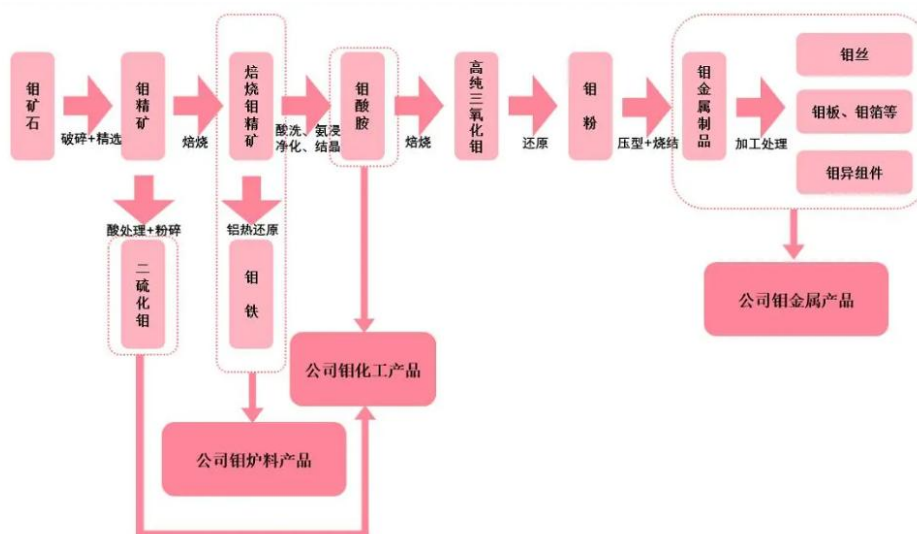 钼矿石
破碎+精选
钼精矿
焙烧
焙烧钼精矿
酸洗、氨浸
净化、结晶
钼酸胺
焙烧
高纯三氧化钼
还原
钼粉
压型+烧结
钼金属制品
加工处理
钼丝
钼板、钼箔等
钼异组件
酸处理+粉碎
二硫化钼
铝热还原
钼铁
公司钼金属产品
公司钼化工产品
公司钼炉料产品